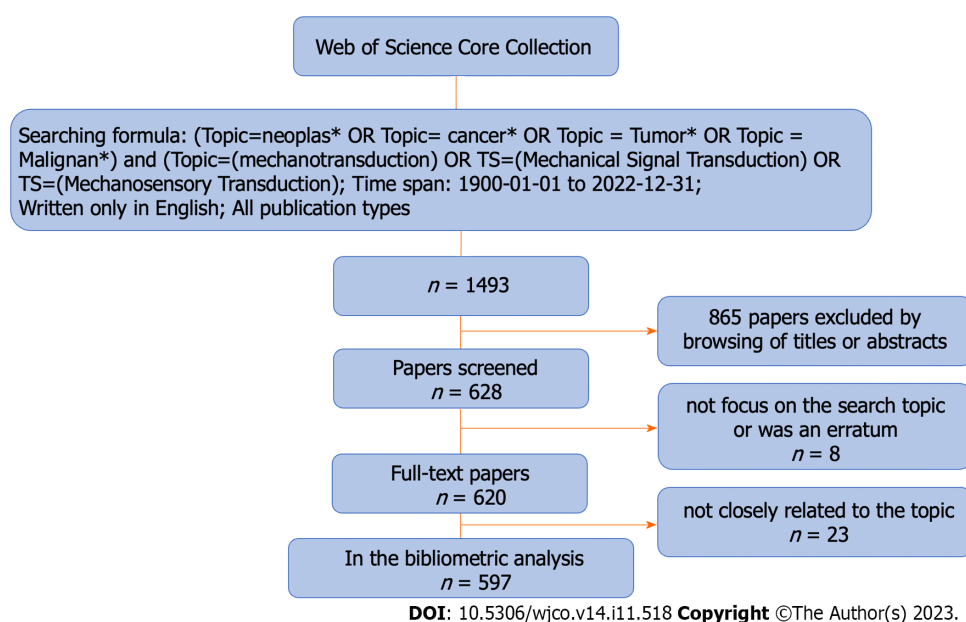 Web of Science Core Collection
Searching formula: (Topic=neoplas* OR Topic= cancer* OR Topic = Tumor* OR Topic =
Malignan*) and (Topic=(mechanotransduction) OR TS=(Mechanical Signal Transduction) OR
TS=(Mechanosensory Transduction); Time span: 1900-01-01 to 2022-12-31;
Written only in English; All publication types
n = 1493
865 papers excluded by
browsing of titles or abstracts
Papers screened
n = 628
not focus on the search topic
or was an erratum
n = 8
Full-text papers
n = 620
not closely related to the topic
n = 23
In the bibliometric analysis
n = 597
DOI: 10.5306/wjco.v14.i11.518 Copyright ©The Author(s) 2023.